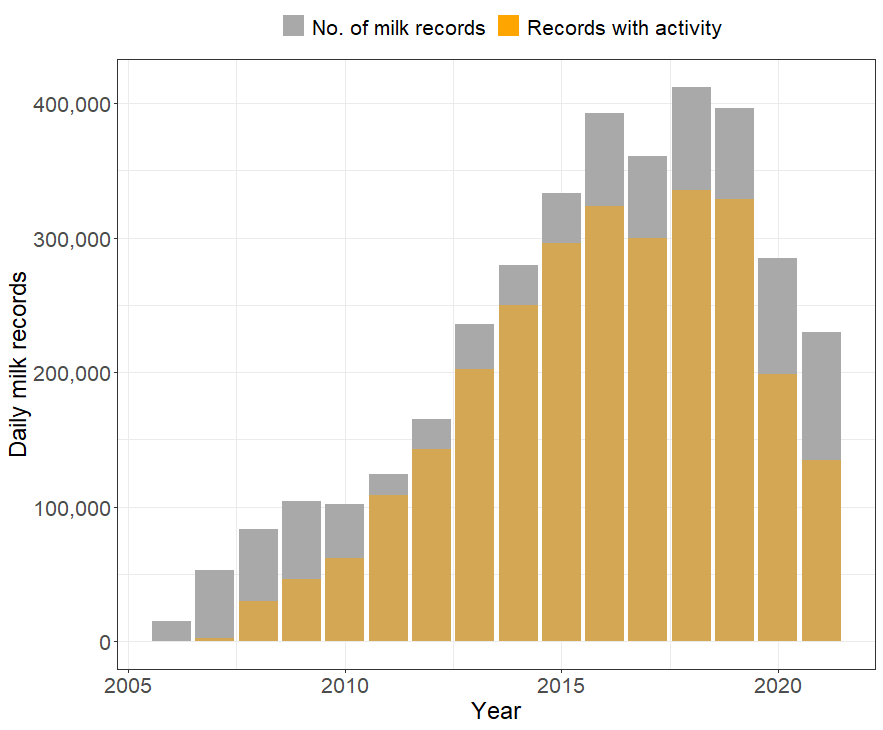 No. of milk records Records with activity
Daily milk records
400,000
300,000
200,000
100,000
0
2005 2010 2015 2020
Year